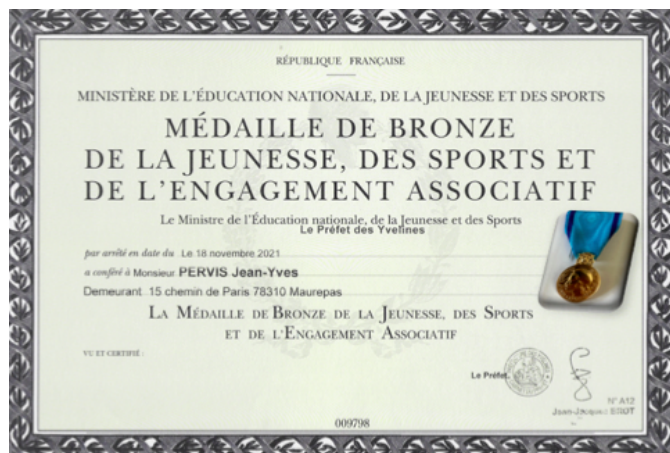 RÉPUBLIQUE FRANÇAISE
MINISTÈRE DE L'ÉDUCATION NATIONALE, DE LA JEUNESSE ET DES SPORTS
MÉDAILLE DE BRONZE
DE LA JEUNESSE, DES SPORTS ET
DE L'ENGAGEMENT ASSOCIATIF
Le Ministre de l'Éducation nationale, de la Jeunesse et des Sports
Le Préfet des Yvelines
par arrêté en date du Le 18 novembre 2021
a conféré à Monsieur PERVIS Jean-Yves
Demeurant 15 chemin de Paris 78310 Maurepas
LA MÉDAILLE DE BRONZE DE LA JEUNESSE, DES SPORTS
ET DE L'ENGAGEMENT ASSOCIATIF
VU ET CERTIFIÉ :
Le Préfet,
N° A12
Jean-Jacques BROT
009798